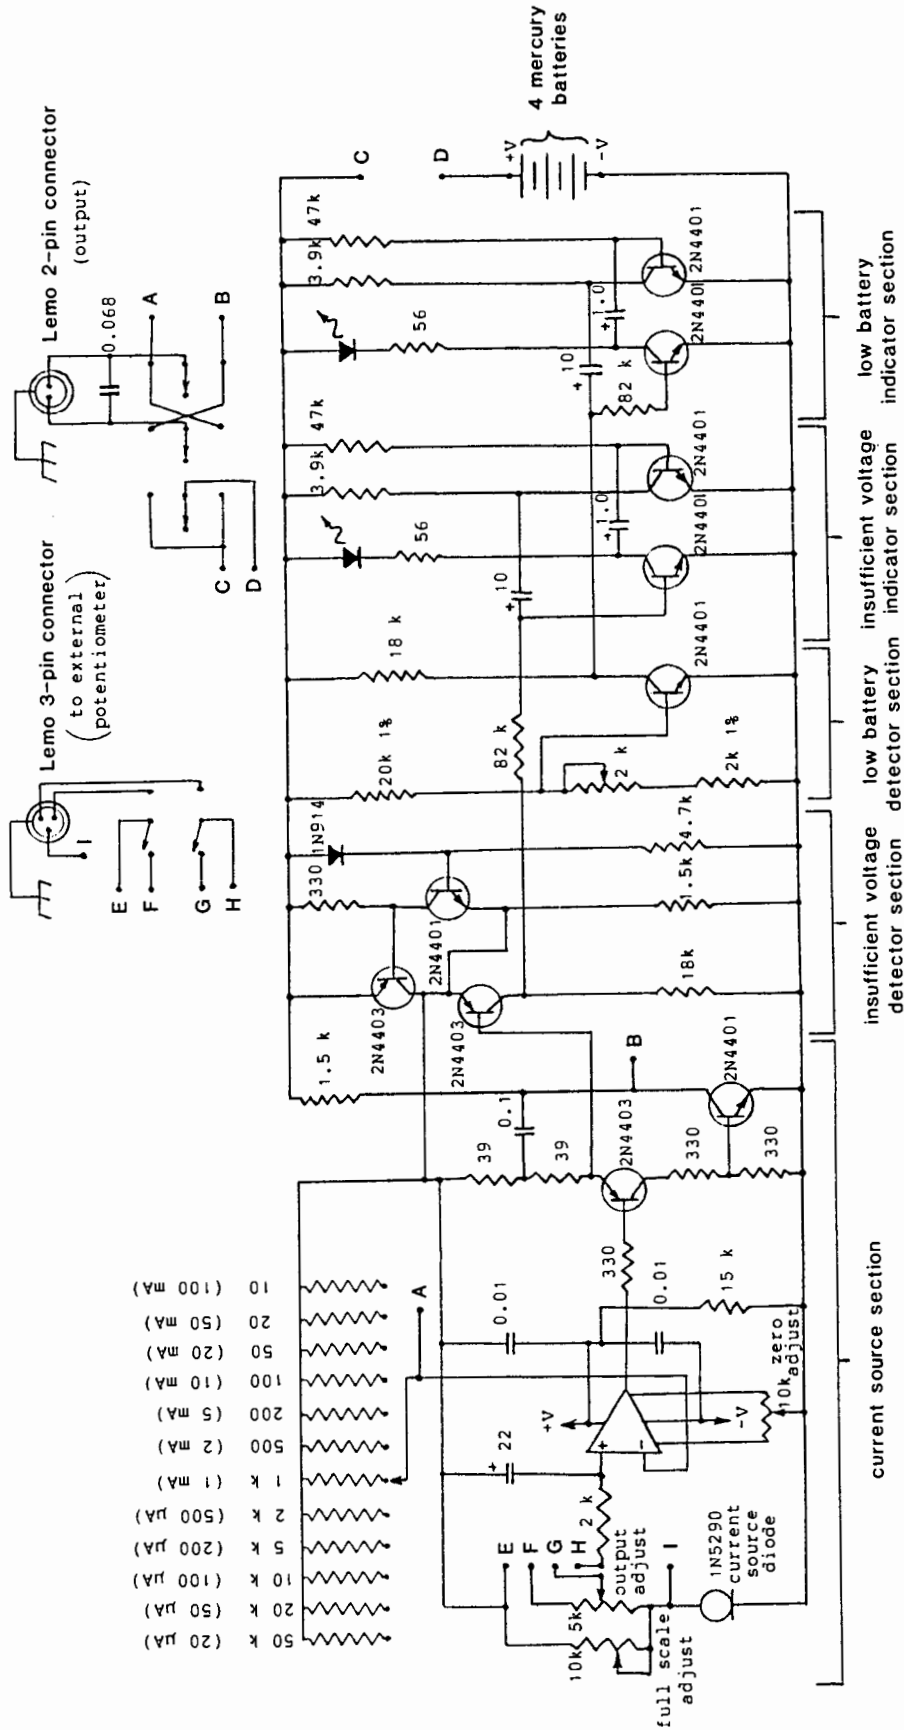 Lemo 3-pin connector
(to external
potentiometer)
Lemo 2-pin connector
(output)
0.068
A
B
C
D
I
E
F
G
H
C
D
+V
-V
4 mercury
batteries
50 k (20 µA)
20 k (50 µA)
10 k (100 µA)
5 k (200 µA)
2 k (500 µA)
1 k (1 mA)
500 (2 mA)
200 (5 mA)
100 (10 mA)
50 (20 mA)
20 (50 mA)
10 (100 mA)
A
E
F
G
H
I
10k
5k
full scale
adjust
output
adjust
2 k
1N5290
current
source
diode
+
22
+
-
+V
-V
0.01
0.01
10k
zero
adjust
15 k
330
39
39
0.1
1.5 k
2N4403
330
330
B
2N4401
2N4403
2N4403
2N4401
330
1N914
18k
1.5k
4.7k
82 k
20k 1%
2 k
2k 1%
18 k
2N4401
+
10
56
3.9k
47k
+
1.0
2N4401
2N4401
82 k
+
10
56
3.9k
47k
+
1.0
2N4401
2N4401
current source section
insufficient voltage
detector section
low battery
detector section
insufficient voltage
indicator section
low battery
indicator section